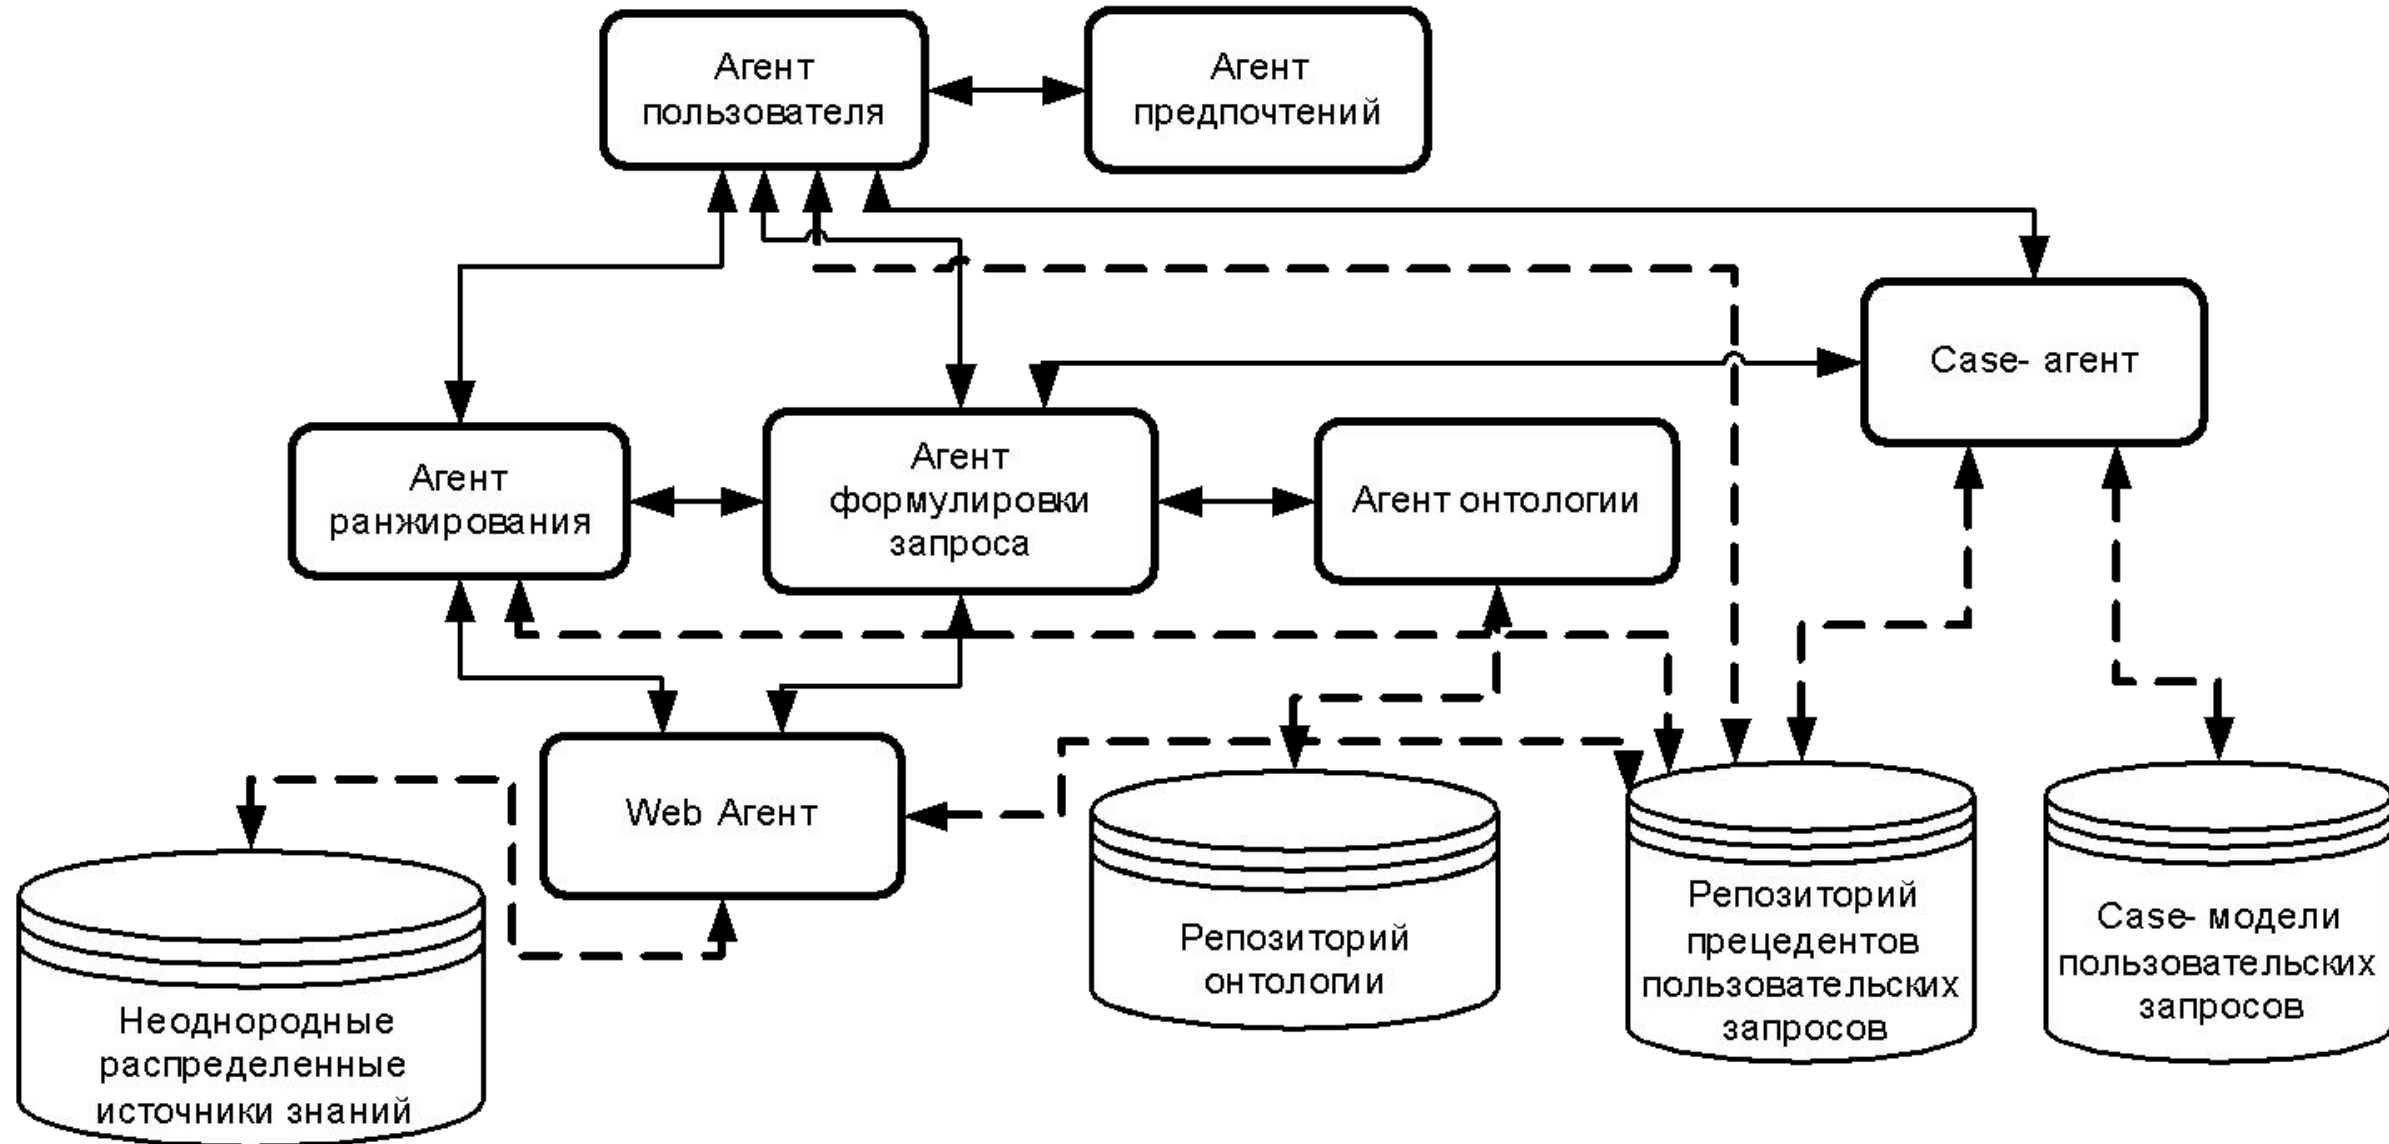 Агент
пользователя
Агент
предпочтений
Case- агент
Агент
ранжирования
Агент
формулировки
запроса
Агент онтологии
Web Агент
Неоднородные
распределенные
источники знаний
Репозиторий
онтологии
Репозиторий
прецедентов
пользовательских
запросов
Case- модели
пользовательских
запросов